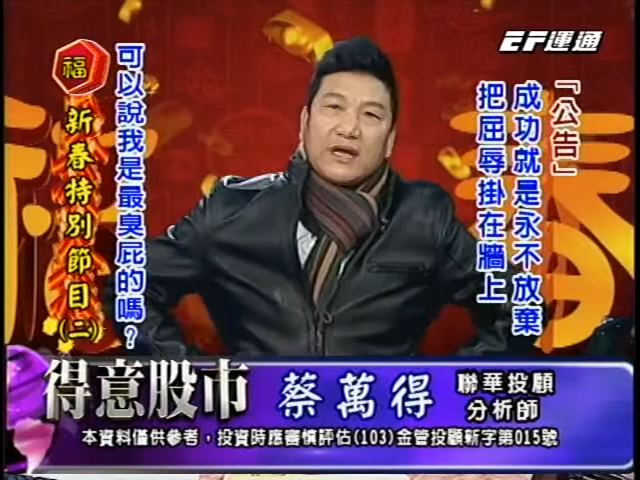 EF運通
「公告」
成功就是永不放棄
把屈辱掛在牆上
可以說我是最臭屁的嗎？
福
新春特別節目(二)
春
得意股市
蔡萬得
聯華投顧
分析師
本資料僅供參考，投資時應審慎評估(103)金管投顧新字第015號